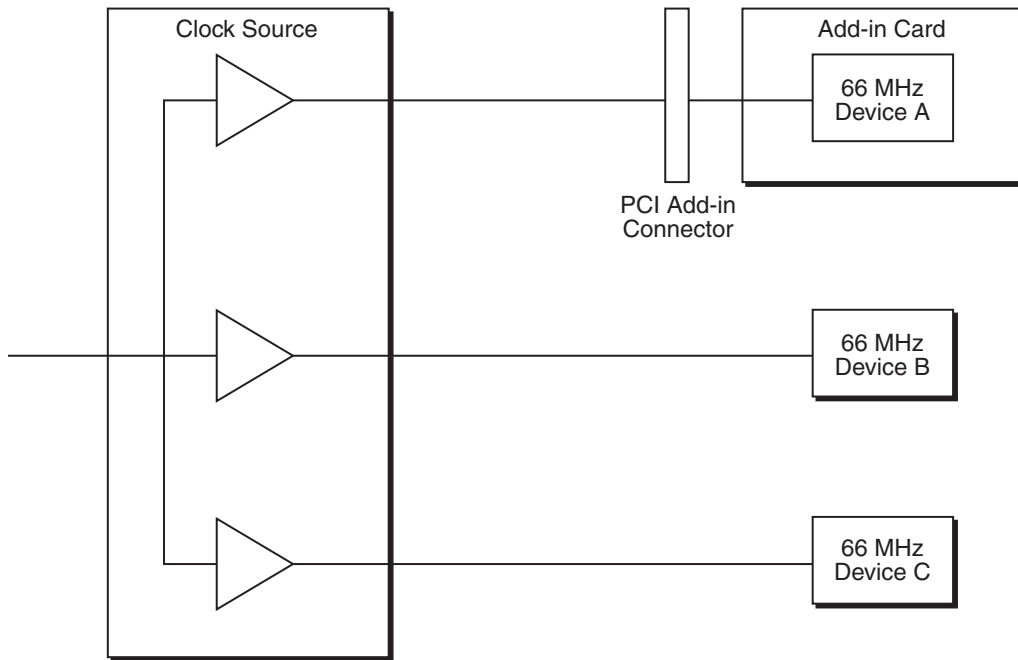 Clock Source
Add-in Card
66 MHz
Device A
PCI Add-in
Connector
66 MHz
Device B
66 MHz
Device C